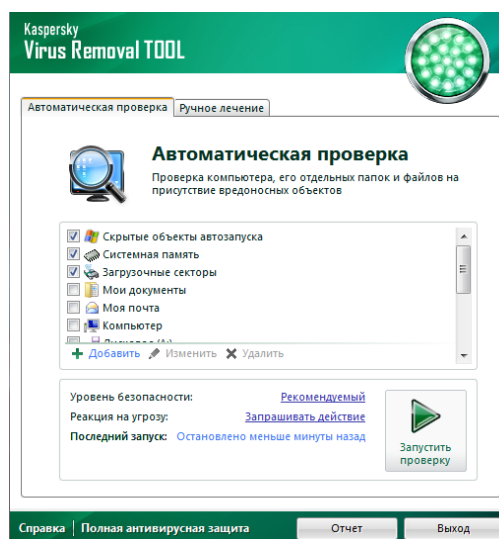 Kaspersky
Virus Removal TOOL
Автоматическая проверка Ручное лечение
Автоматическая проверка
Проверка компьютера, его отдельных папок и файлов на
присутствие вредоносных объектов
Скрытые объекты автозапуска
Системная память
Загрузочные секторы
Мои документы
Моя почта
Компьютер
Добавить Изменить Удалить
Уровень безопасности: Рекомендуемый
Реакция на угрозу: Запрашивать действие
Последний запуск: Остановлено меньше минуты назад
Запустить
проверку
Справка Полная антивирусная защита Отчет Выход